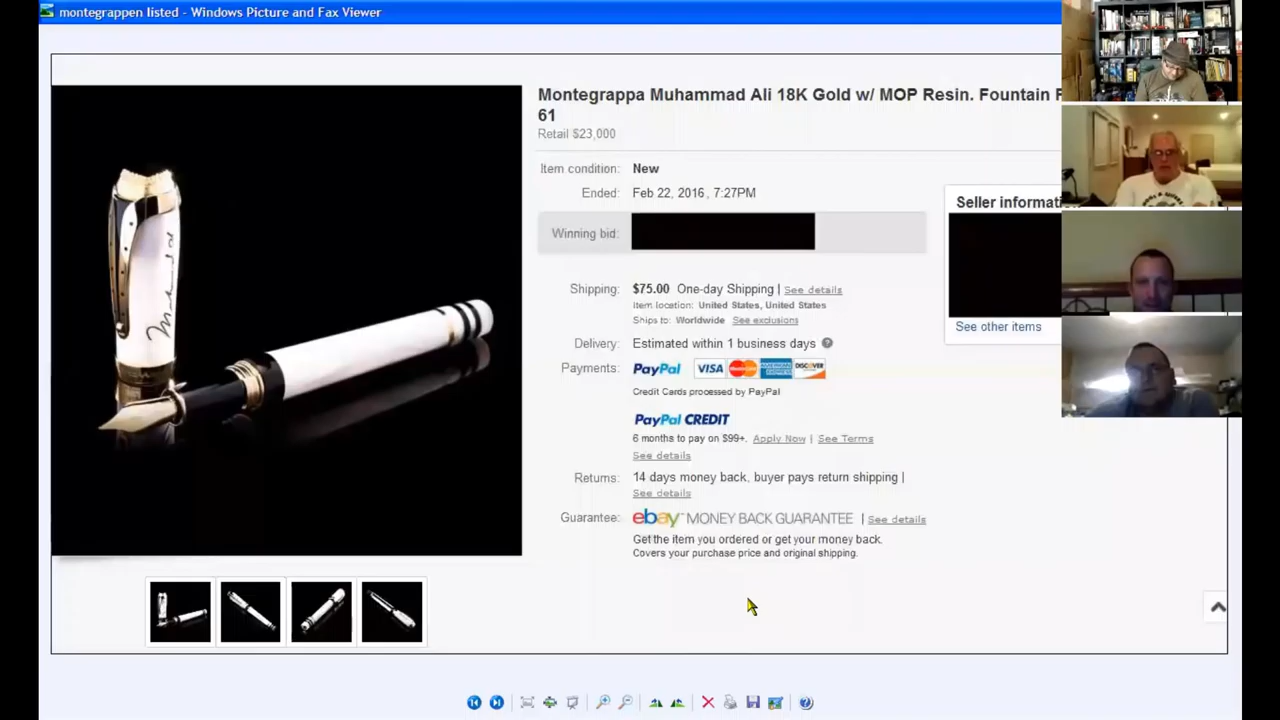 montegrappen listed - Windows Picture and Fax Viewer
Montegrappa Muhammad Ali 18K Gold w/ MOP Resin. Fountain
61
Retail $23,000
Item condition: New
Ended: Feb 22, 2016 , 7:27PM
Winning bid:
Seller informatio
See other items
Shipping: $75.00 One-day Shipping | See details
Item location: United States, United States
Ships to: Worldwide See exclusions
Delivery: Estimated within 1 business days ?
Payments: PayPal VISA MasterCard AMERICAN EXPRESS DISCOVER
Credit Cards processed by PayPal
PayPal CREDIT
6 months to pay on $99+. Apply Now | See Terms
See details
Returns: 14 days money back, buyer pays return shipping |
See details
Guarantee: ebay MONEY BACK GUARANTEE | See details
Get the item you ordered or get your money back.
Covers your purchase price and original shipping.